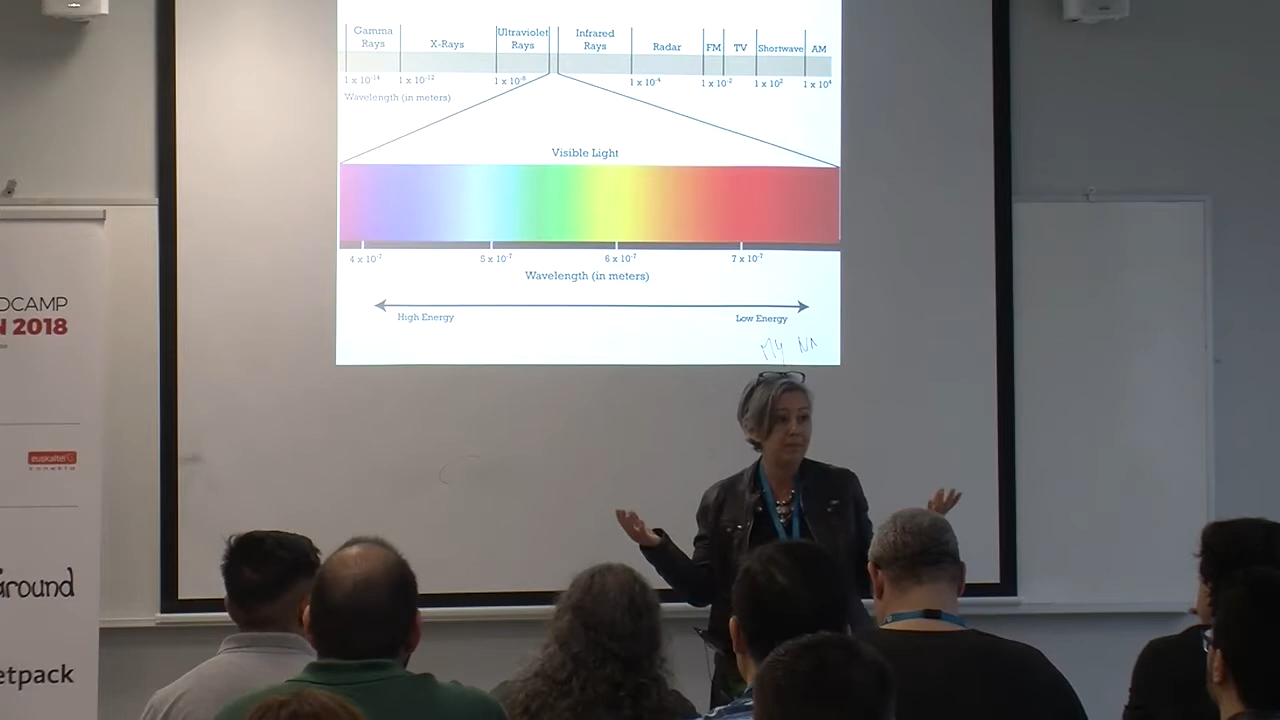 Gamma
Rays
X-Rays
Ultraviolet
Rays
Infrared
Rays
Radar
FM
TV
Shortwave
AM
1 x 10⁻¹⁴
1 x 10⁻¹²
1 x 10⁻⁸
1 x 10⁻⁴
1 x 10⁻²
1 x 10²
1 x 10⁴
Wavelength (in meters)
Visible Light
4 x 10⁻⁷
5 x 10⁻⁷
6 x 10⁻⁷
7 x 10⁻⁷
Wavelength (in meters)
High Energy
Low Energy
DCAMP
N 2018
euskaltel
konekta
round
etpack